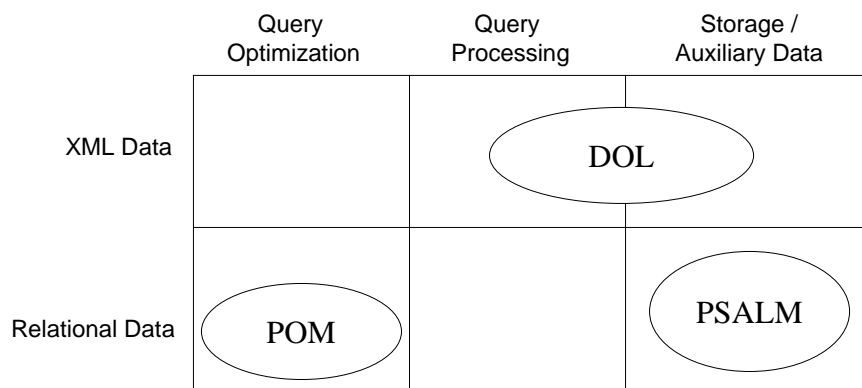 Query
Optimization
Query
Processing
Storage /
Auxiliary Data
XML Data
DOL
Relational Data
POM
PSALM